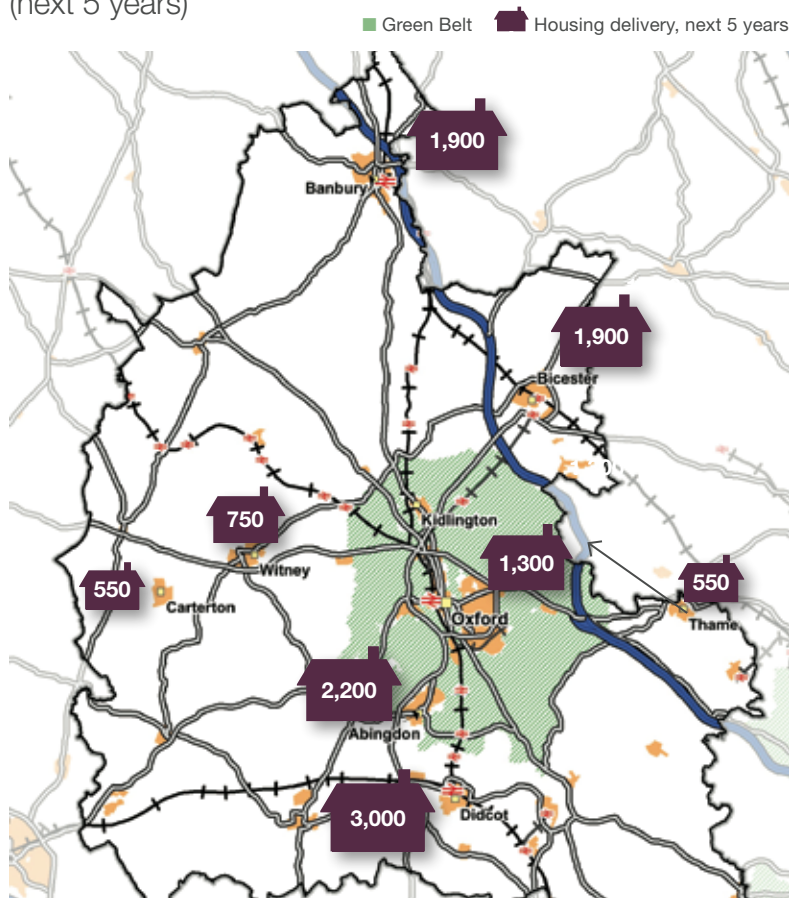 (next 5 years)
Green Belt
Housing delivery, next 5 years
1,900
Banbury
1,900
Bicester
Kidlington
750
Witney
1,300
550
Carterton
550
Oxford
Thame
2,200
Abingdon
3,000
Didcot